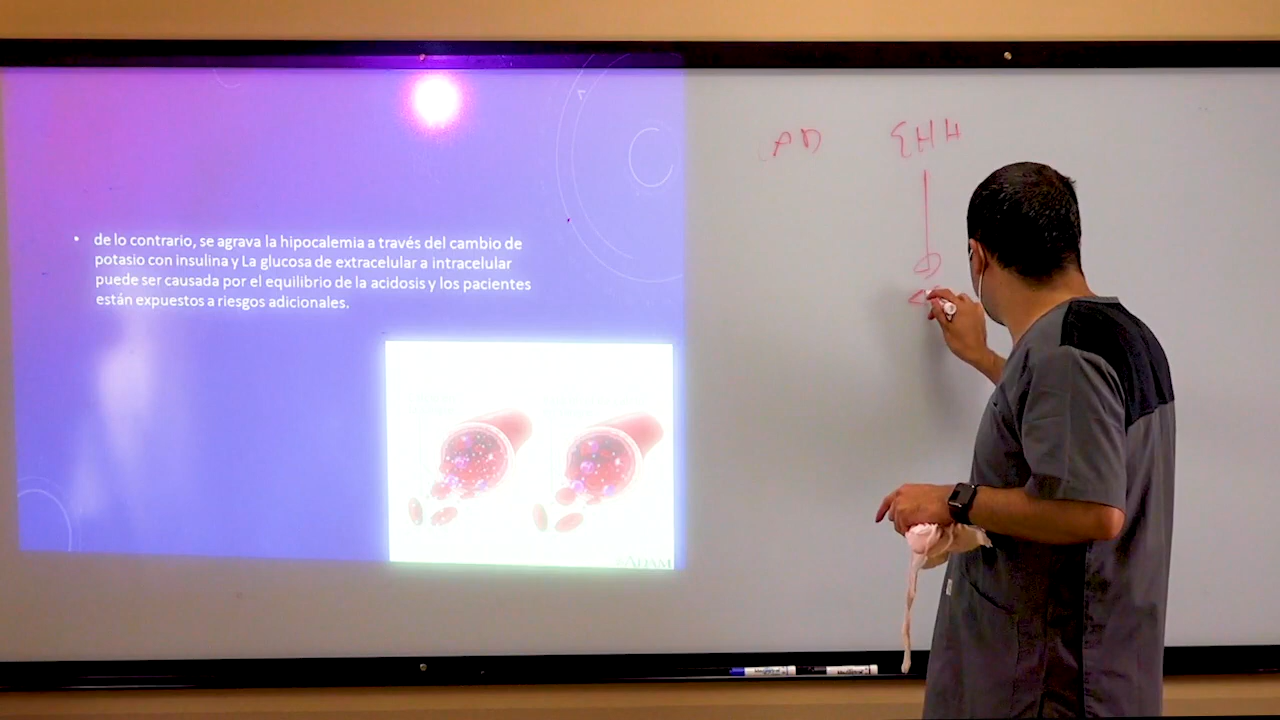 • de lo contrario, se agrava la hipocalemia a través del cambio de
potasio con insulina y La glucosa de extracelular a intracelular
puede ser causada por el equilibrio de la acidosis y los pacientes
están expuestos a riesgos adicionales.
ADAM
EHH